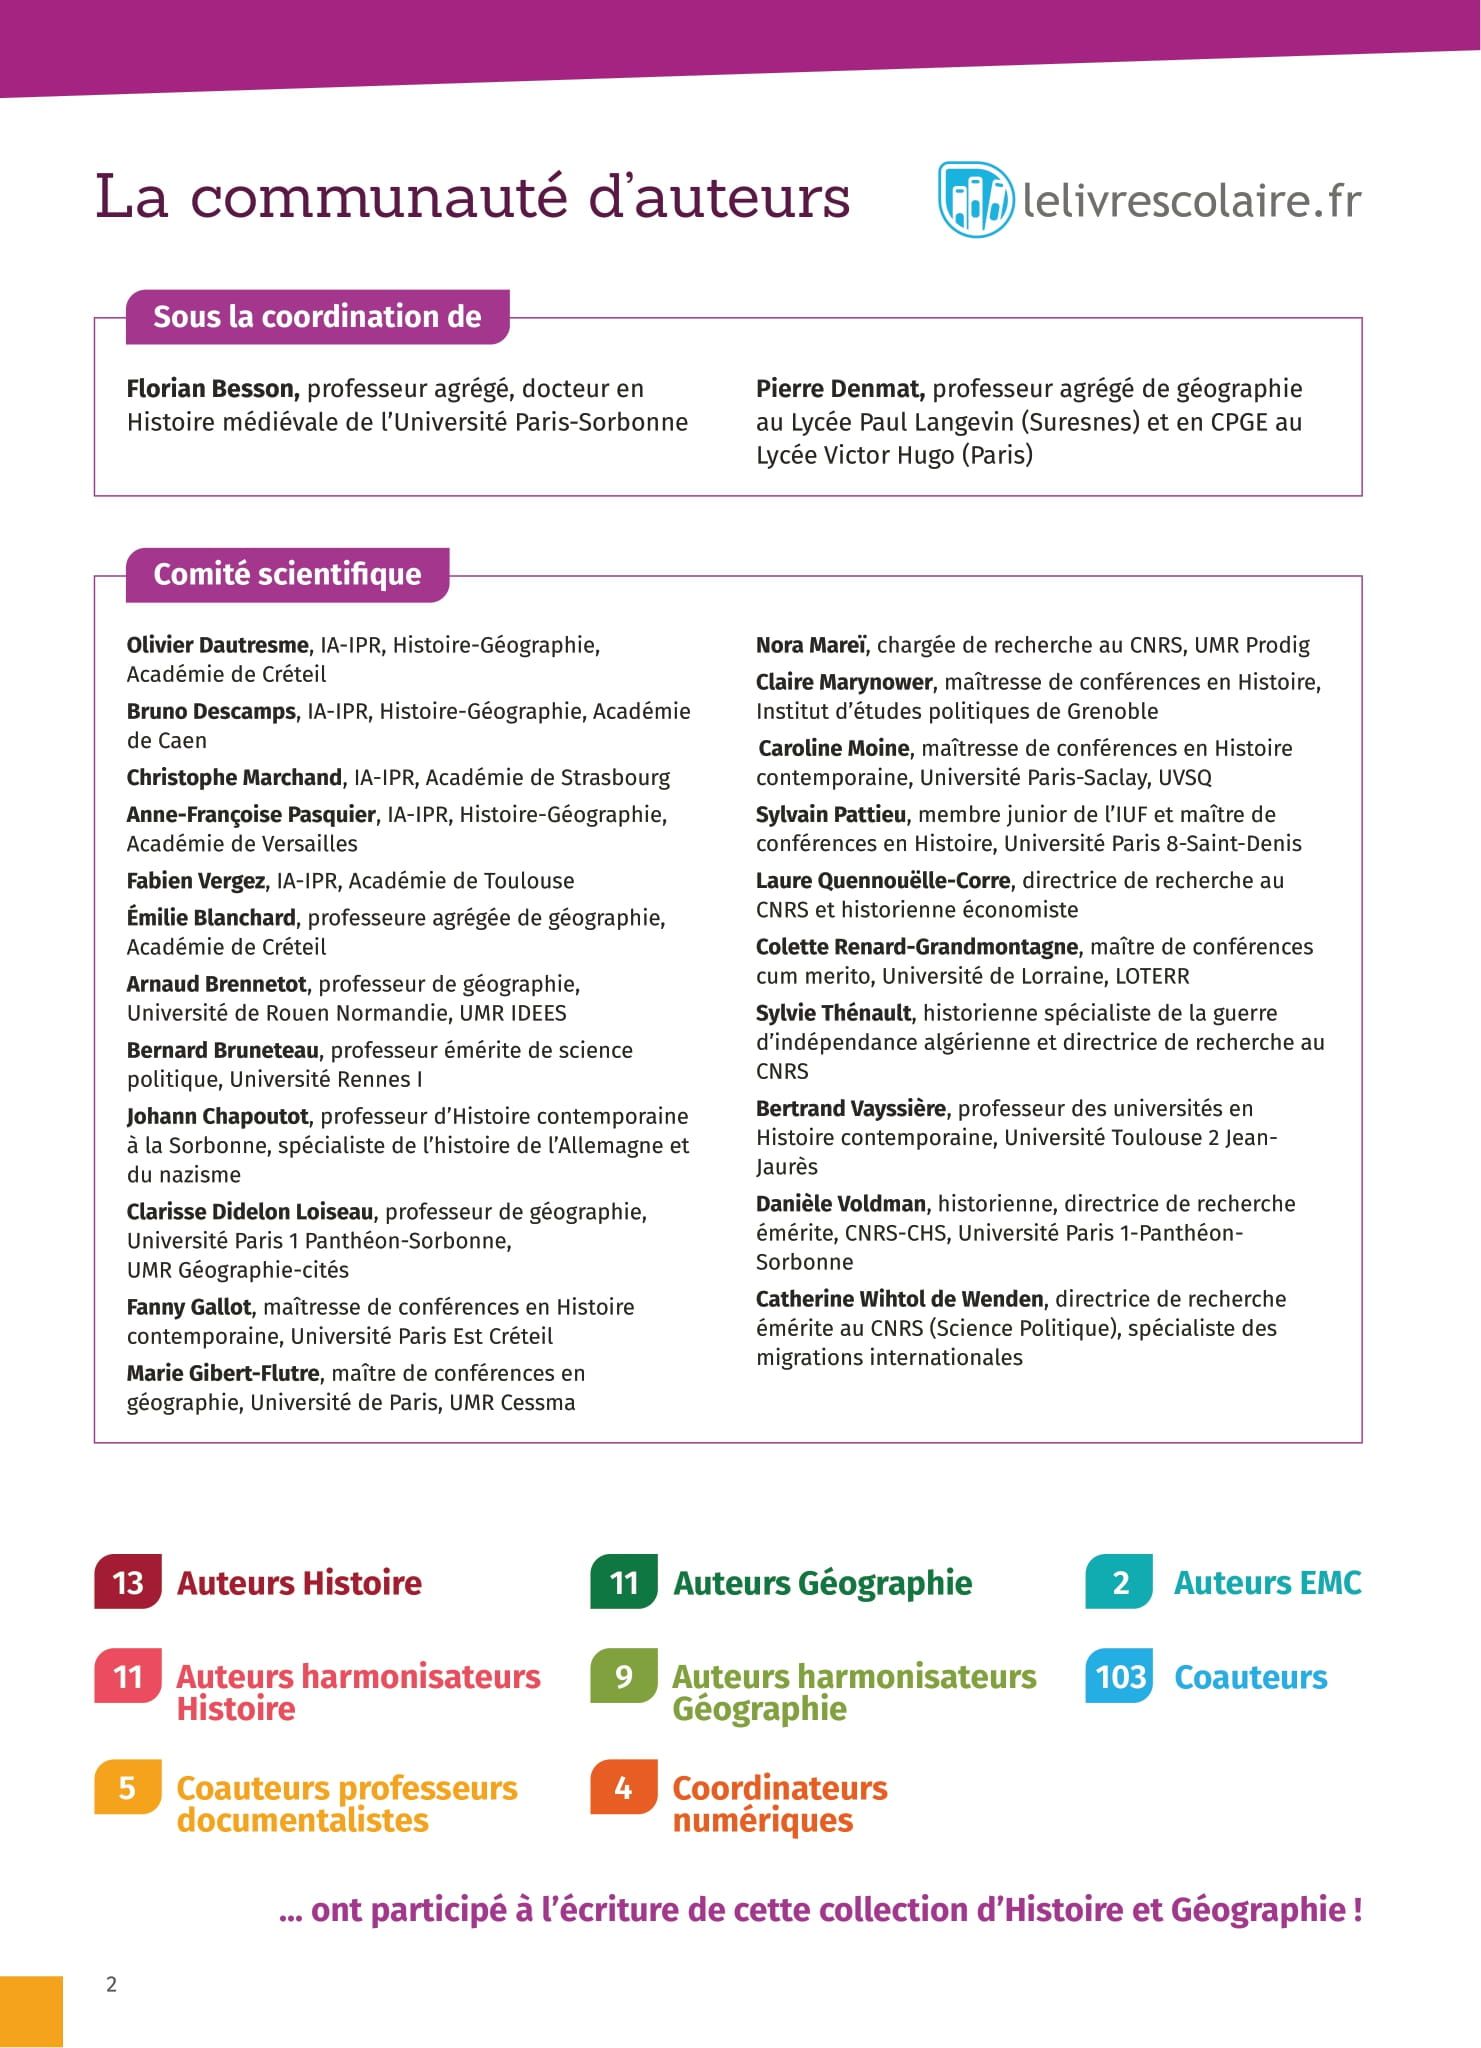 La communauté d'auteurs
lelivrescolaire.fr
Sous la coordination de
Florian Besson, professeur agrégé, docteur en
Histoire médiévale de l'Université Paris-Sorbonne
Pierre Denmat, professeur agrégé de géographie
au Lycée Paul Langevin (Suresnes) et en CPGE au
Lycée Victor Hugo (Paris)
Comité scientifique
Olivier Dautresme, IA-IPR, Histoire-Géographie,
Académie de Créteil
Bruno Descamps, IA-IPR, Histoire-Géographie, Académie
de Caen
Christophe Marchand, IA-IPR, Académie de Strasbourg
Anne-Françoise Pasquier, IA-IPR, Histoire-Géographie,
Académie de Versailles
Fabien Vergez, IA-IPR, Académie de Toulouse
Émilie Blanchard, professeure agrégée de géographie,
Académie de Créteil
Arnaud Brennetot, professeur de géographie,
Université de Rouen Normandie, UMR IDEES
Bernard Bruneteau, professeur émérite de science
politique, Université Rennes I
Johann Chapoutot, professeur d'Histoire contemporaine
à la Sorbonne, spécialiste de l'histoire de l'Allemagne et
du nazisme
Clarisse Didelon Loiseau, professeur de géographie,
Université Paris 1 Panthéon-Sorbonne,
UMR Géographie-cités
Fanny Gallot, maîtresse de conférences en Histoire
contemporaine, Université Paris Est Créteil
Marie Gibert-Flutre, maître de conférences en
géographie, Université de Paris, UMR Cessma
Nora Mareï, chargée de recherche au CNRS, UMR Prodig
Claire Marynower, maîtresse de conférences en Histoire,
Institut d'études politiques de Grenoble
Caroline Moine, maîtresse de conférences en Histoire
contemporaine, Université Paris-Saclay, UVSQ
Sylvain Pattieu, membre junior de l'IUF et maître de
conférences en Histoire, Université Paris 8-Saint-Denis
Laure Quennouëlle-Corre, directrice de recherche au
CNRS et historienne économiste
Colette Renard-Grandmontagne, maître de conférences
cum merito, Université de Lorraine, LOTERR
Sylvie Thénault, historienne spécialiste de la guerre
d'indépendance algérienne et directrice de recherche au
CNRS
Bertrand Vayssière, professeur des universités en
Histoire contemporaine, Université Toulouse 2 Jean-
Jaurès
Danièle Voldman, historienne, directrice de recherche
émérite, CNRS-CHS, Université Paris 1-Panthéon-
Sorbonne
Catherine Wihtol de Wenden, directrice de recherche
émérite au CNRS (Science Politique), spécialiste des
migrations internationales
13 Auteurs Histoire
11 Auteurs Géographie
2 Auteurs EMC
11 Auteurs harmonisateurs
Histoire
9 Auteurs harmonisateurs
Géographie
103 Coauteurs
5 Coauteurs professeurs
documentalistes
4 Coordinateurs
numériques
... ont participé à l'écriture de cette collection d'Histoire et Géographie !
2